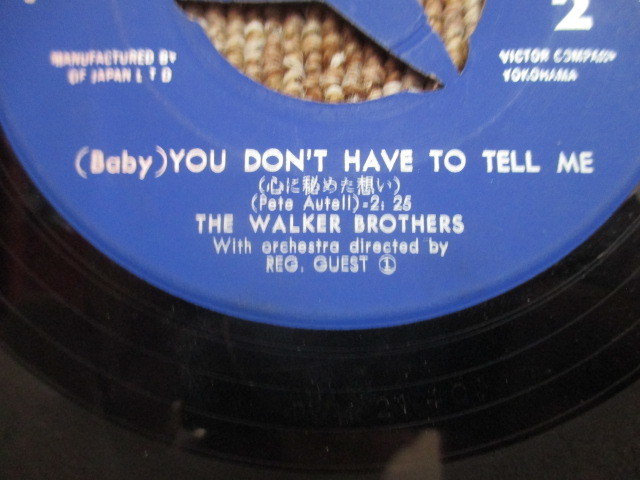 2
MANUFACTURED BY
OF JAPAN LTD
VICTOR COMPANY
YOKOHAMA
(Baby)YOU DON'T HAVE TO TELL ME
(心に秘めた想い)
(Pete Autell)-2:25
THE WALKER BROTHERS
With orchestra directed by
REG. GUEST ①